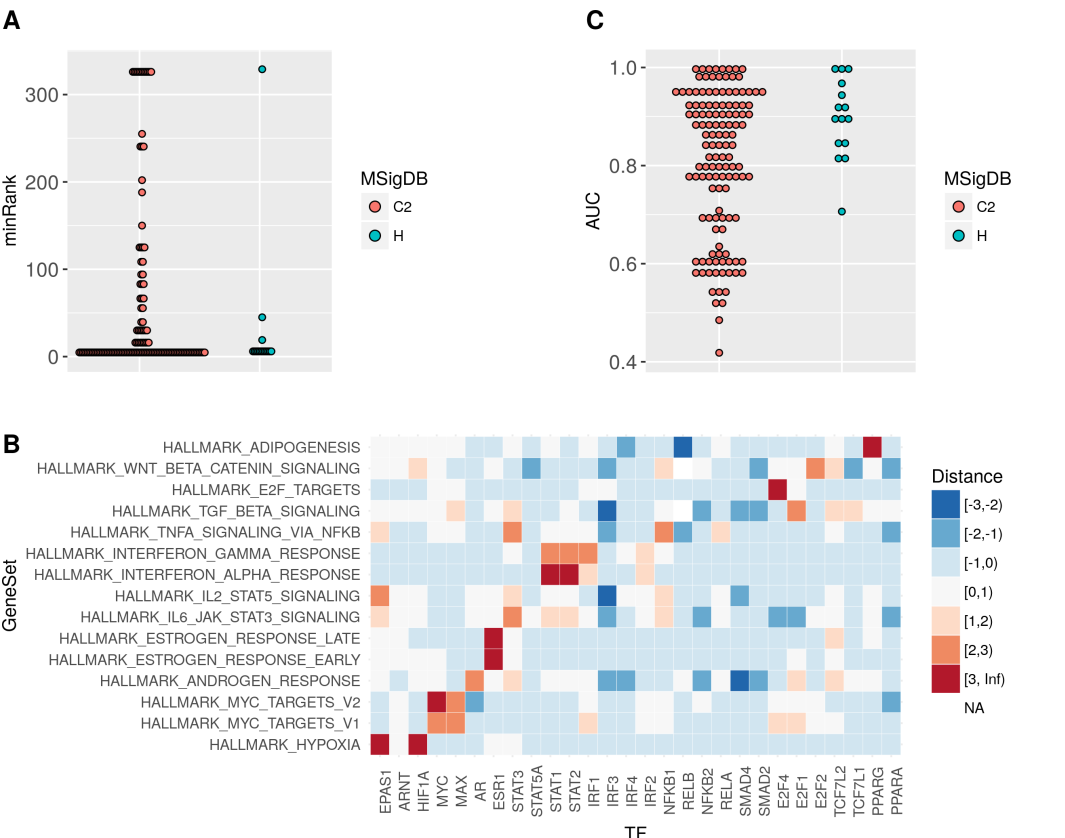 A
minRank
300
200
100
0
MSigDB
C2
H
C
AUC
1.0
0.8
0.6
0.4
MSigDB
C2
H
B
GeneSet
HALLMARK_ADIPOGENESIS
HALLMARK_WNT_BETA_CATENIN_SIGNALING
HALLMARK_E2F_TARGETS
HALLMARK_TGF_BETA_SIGNALING
HALLMARK_TNFA_SIGNALING_VIA_NFKB
HALLMARK_INTERFERON_GAMMA_RESPONSE
HALLMARK_INTERFERON_ALPHA_RESPONSE
HALLMARK_IL2_STAT5_SIGNALING
HALLMARK_IL6_JAK_STAT3_SIGNALING
HALLMARK_ESTROGEN_RESPONSE_LATE
HALLMARK_ESTROGEN_RESPONSE_EARLY
HALLMARK_ANDROGEN_RESPONSE
HALLMARK_MYC_TARGETS_V2
HALLMARK_MYC_TARGETS_V1
HALLMARK_HYPOXIA
EPAS1
ARNT
HIF1A
MYC
MAX
AR
ESR1
STAT3
STAT5A
STAT1
STAT2
IRF1
IRF3
IRF4
IRF2
NFKB1
RELB
NFKB2
RELA
SMAD4
SMAD2
E2F4
E2F1
E2F2
TCF7L2
TCF7L1
PPARG
PPARA
TF
Distance
[-3,-2)
[-2,-1)
[-1,0)
[0,1)
[1,2)
[2,3)
[3, Inf)
NA